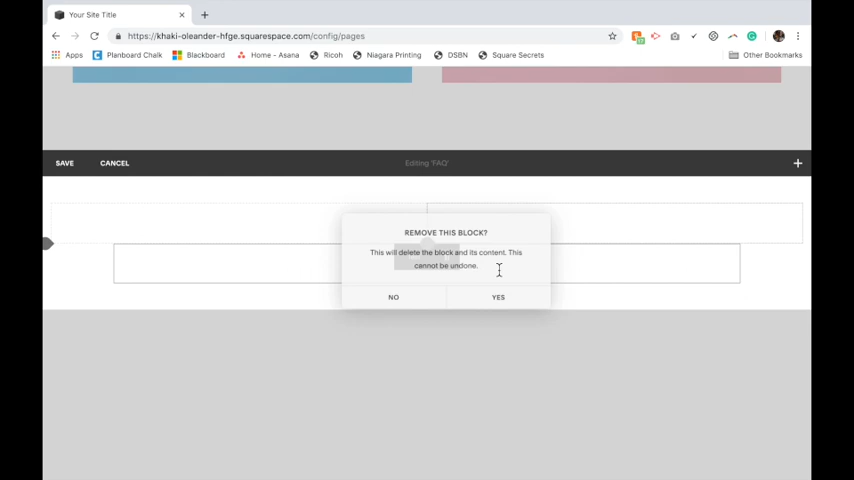 Your Site Title
https://khaki-oleander-hfge.squarespace.com/config/pages
Apps Planboard Chalk Blackboard Home - Asana Ricoh Niagara Printing DSBN Square Secrets Other Bookmarks
SAVE CANCEL Editing 'FAQ'
REMOVE THIS BLOCK?
This will delete the block and its content. This
cannot be undone.
NO YES